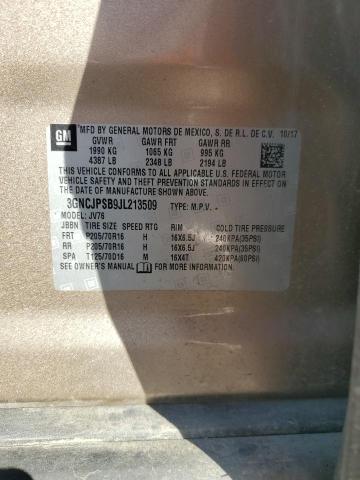 GM
MFD BY GENERAL MOTORS DE MEXICO, S. DE R.L. DE C.V. 10/17
GVWR GAWR FRT GAWR RR
1990 KG 1065 KG 995 KG
4387 LB 2348 LB 2194 LB
THIS VEHICLE CONFORMS TO ALL APPLICABLE U.S. FEDERAL MOTOR
VEHICLE SAFETY AND THEFT PREVENTION STANDARDS IN EFFECT ON
THE DATE OF MANUFACTURE SHOWN ABOVE.
3GNCJPSB9JL213509 TYPE: M.P.V.
MODEL: JV76
JBBN TIRE SIZE SPEED RTG RIM
FRT P205/70R16 H 16X6.5J 240KPA(35PSI)
RR P205/70R16 H 16X6.5J 240KPA(35PSI)
SPA T125/70D16 M 16X4T 420KPA(60PSI)
SEE OWNER'S MANUAL FOR ADDITIONAL INFORMATION.